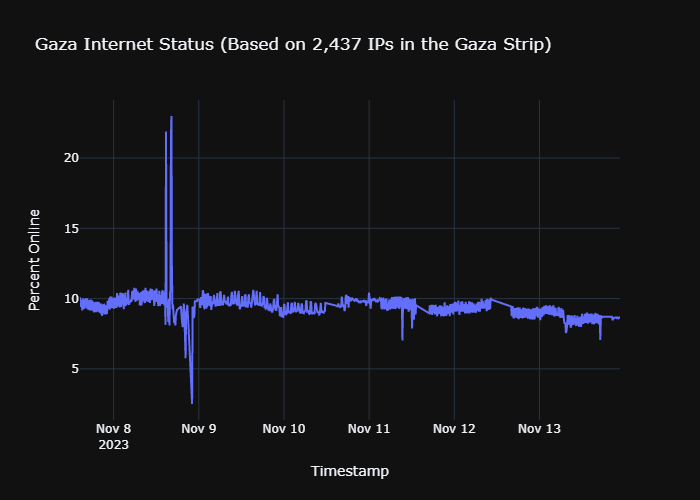 Gaza Internet Status (Based on 2,437 IPs in the Gaza Strip)
Percent Online
20
15
10
5
Nov 8
2023
Nov 9
Nov 10
Nov 11
Nov 12
Nov 13
Timestamp